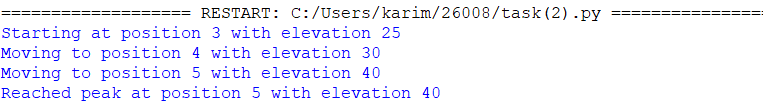 =================== RESTART: C:/Users/karim/26008/task(2).py ================
Starting at position 3 with elevation 25
Moving to position 4 with elevation 30
Moving to position 5 with elevation 40
Reached peak at position 5 with elevation 40